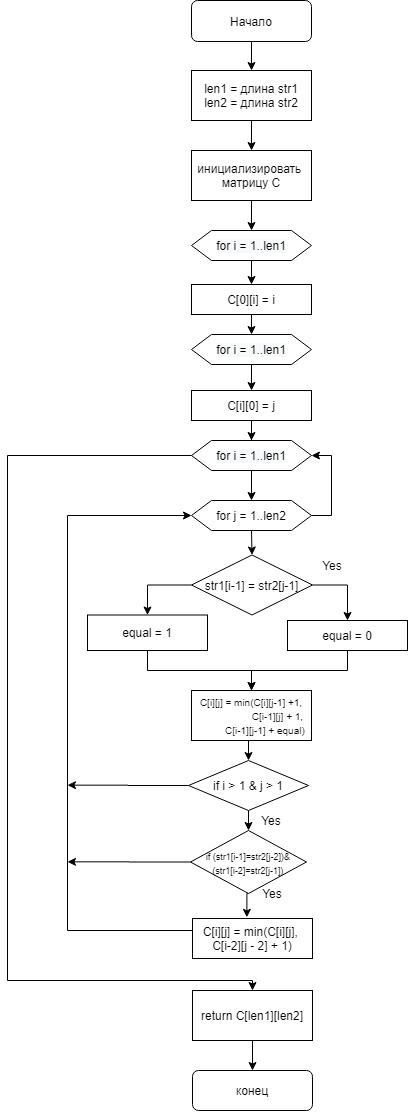 Начало
len1 = длина str1
len2 = длина str2
инициализировать
матрицу C
for i = 1..len1
C[0][i] = i
for i = 1..len1
C[i][0] = j
for i = 1..len1
for j = 1..len2
Yes
str1[i-1] = str2[j-1]
equal = 1
equal = 0
C[i][j] = min(C[i][j-1] +1,
C[i-1][j] + 1,
C[i-1][j-1] + equal)
if i > 1 & j > 1
Yes
if (str1[i-1]=str2[j-2])&
(str1[i-2]=str2[j-1])
Yes
C[i][j] = min(C[i][j],
C[i-2][j - 2] + 1)
return C[len1][len2]
конец